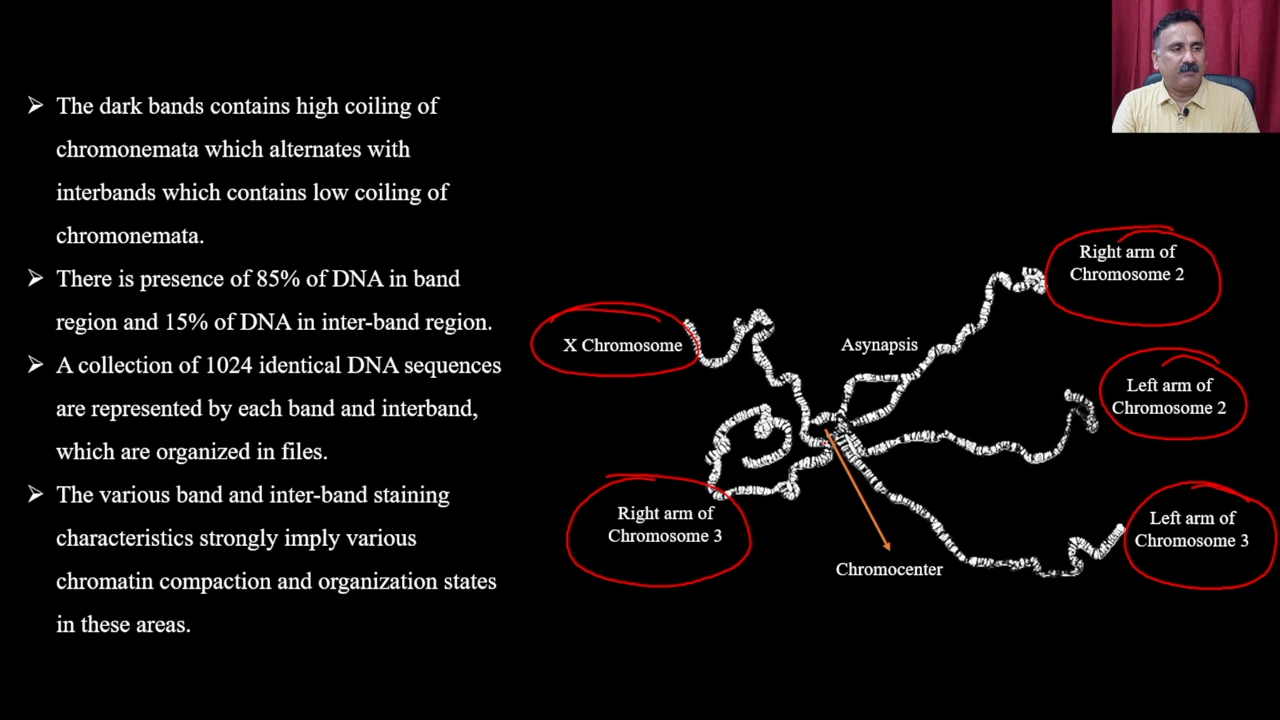 ➢ The dark bands contains high coiling of
chromonemata which alternates with
interbands which contains low coiling of
chromonemata.
➢ There is presence of 85% of DNA in band
region and 15% of DNA in inter-band region.
➢ A collection of 1024 identical DNA sequences
are represented by each band and interband,
which are organized in files.
➢ The various band and inter-band staining
characteristics strongly imply various
chromatin compaction and organization states
in these areas.
Right arm of
Chromosome 2
X Chromosome
Asynapsis
Left arm of
Chromosome 2
Right arm of
Chromosome 3
Left arm of
Chromosome 3
Chromocenter